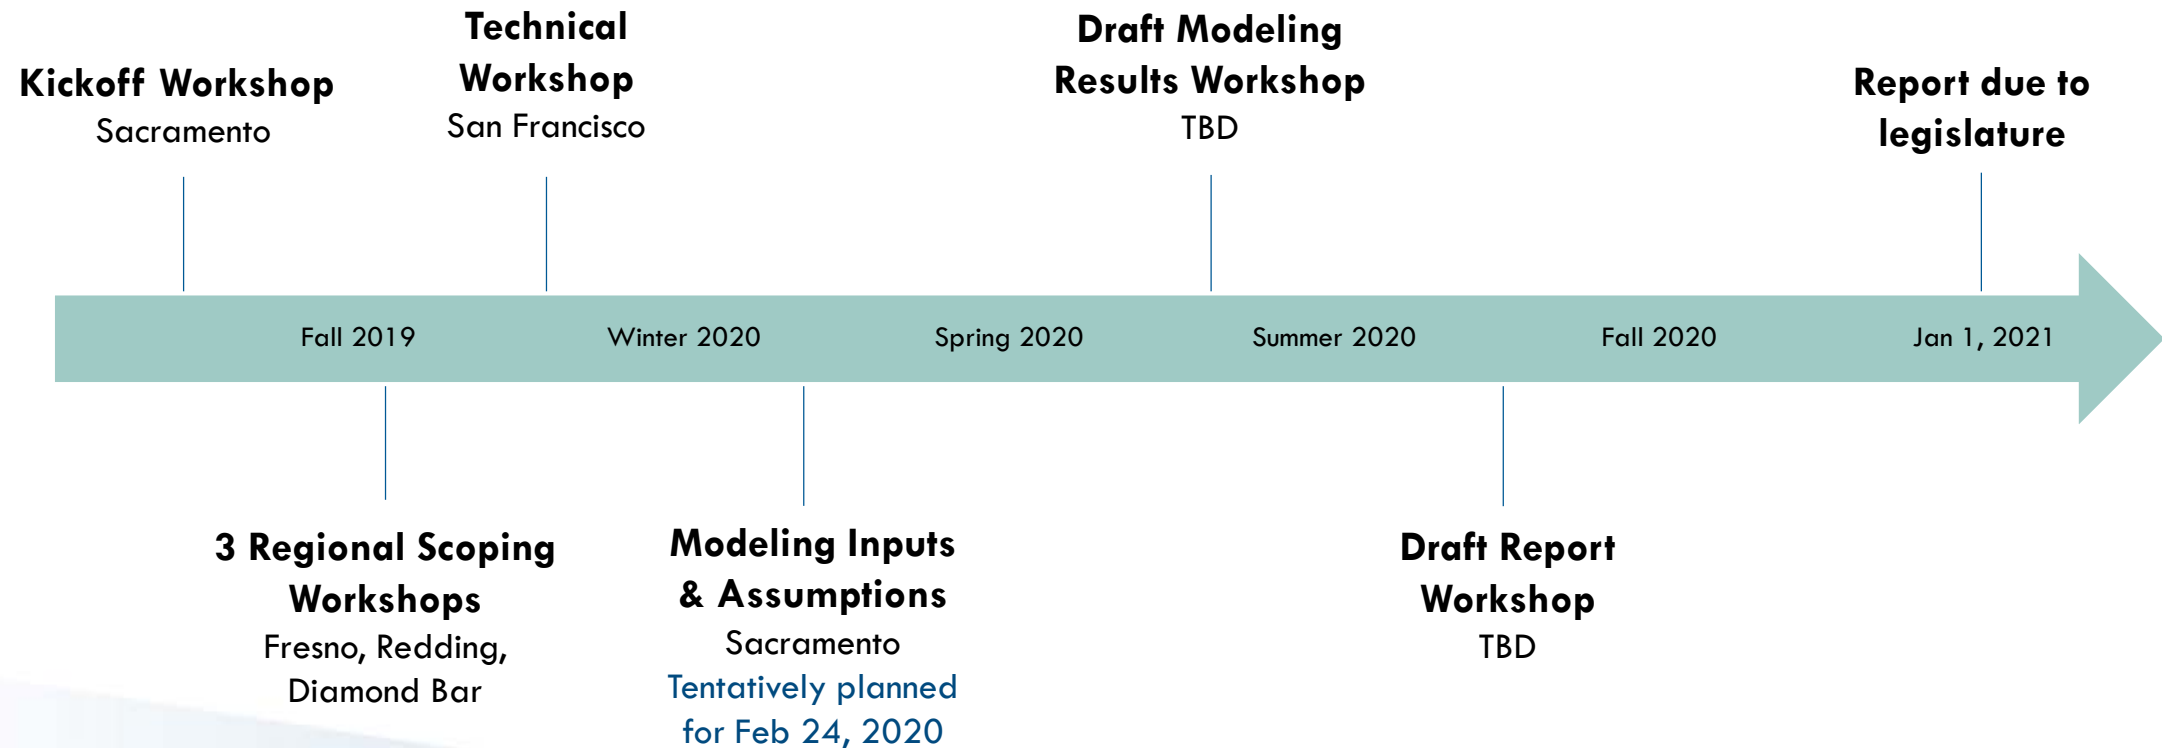 Kickoff Workshop
Sacramento
Technical
Workshop
San Francisco
Draft Modeling
Results Workshop
TBD
Report due to
legislature
Fall 2019
Winter 2020
Spring 2020
Summer 2020
Fall 2020
Jan 1, 2021
3 Regional Scoping
Workshops
Fresno, Redding,
Diamond Bar
Modeling Inputs
& Assumptions
Sacramento
Tentatively planned
for Feb 24, 2020
Draft Report
Workshop
TBD